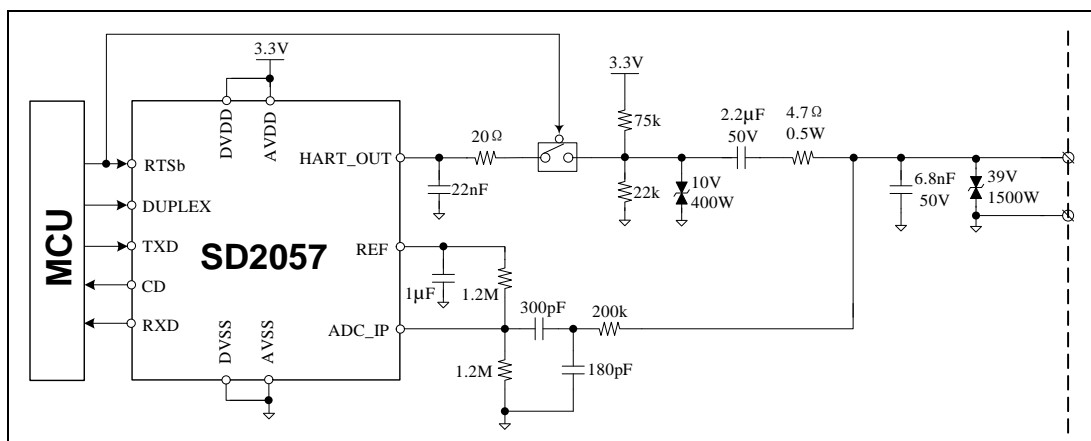 MCU
SD2057
RTSb
DUPLEX
TXD
CD
RXD
DVDD
AVDD
DVSS
AVSS
HART_OUT
REF
ADC_IP
3.3V
20Ω
22nF
3.3V
75k
22k
10V
400W
2.2μF
50V
4.7Ω
0.5W
6.8nF
50V
39V
1500W
1μF
1.2M
300pF
200k
1.2M
180pF